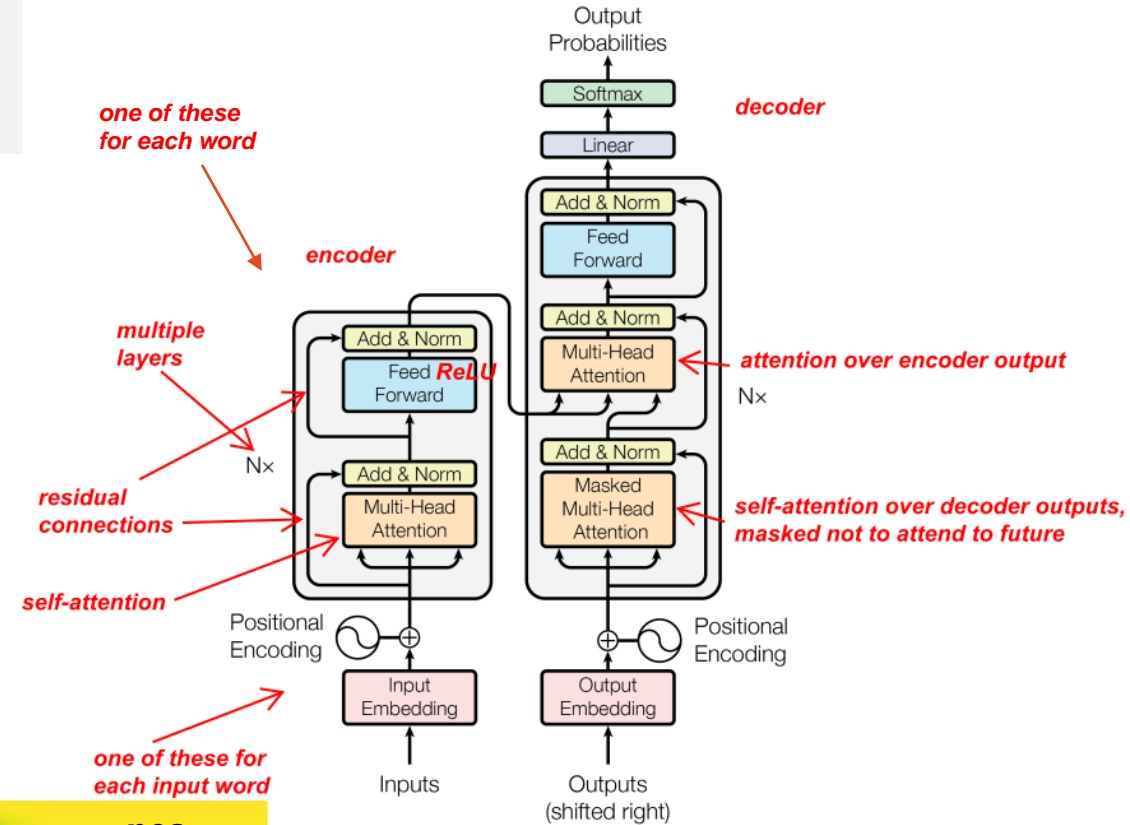 Output
Probabilities
Softmax
decoder
one of these
for each word
Linear
Add & Norm
Feed
Forward
encoder
Add & Norm
multiple
layers
Add & Norm
Multi-Head
Attention
attention over encoder output
Feed ReLU
Forward
Nx
Nx
Add & Norm
Add & Norm
residual
connections
Multi-Head
Attention
Masked
Multi-Head
Attention
self-attention over decoder outputs,
masked not to attend to future
self-attention
Positional
Encoding
Positional
Encoding
Input
Embedding
Output
Embedding
one of these for
each input word
Inputs
Outputs
(shifted right)